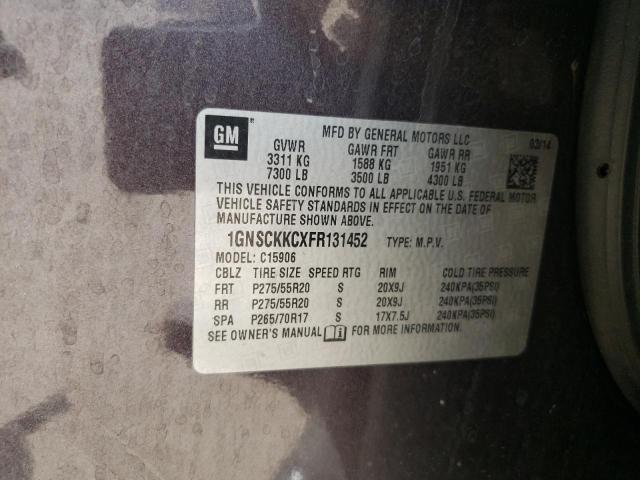 GM ®
MFD BY GENERAL MOTORS LLC 03/14
GVWR GAWR FRT GAWR RR
3311 KG 1588 KG 1951 KG
7300 LB 3500 LB 4300 LB
THIS VEHICLE CONFORMS TO ALL APPLICABLE U.S. FEDERAL MOTOR
VEHICLE SAFETY STANDARDS IN EFFECT ON THE DATE OF
MANUFACTURE SHOWN ABOVE.
1GNSCKKCXFR131452 TYPE: M.P.V.
MODEL: C15906
CBLZ TIRE SIZE SPEED RTG RIM COLD TIRE PRESSURE
FRT P275/55R20 S 20X9J 240KPA(35PSI)
RR P275/55R20 S 20X9J 240KPA(35PSI)
SPA P265/70R17 S 17X7.5J 240KPA(35PSI)
SEE OWNER'S MANUAL FOR MORE INFORMATION.